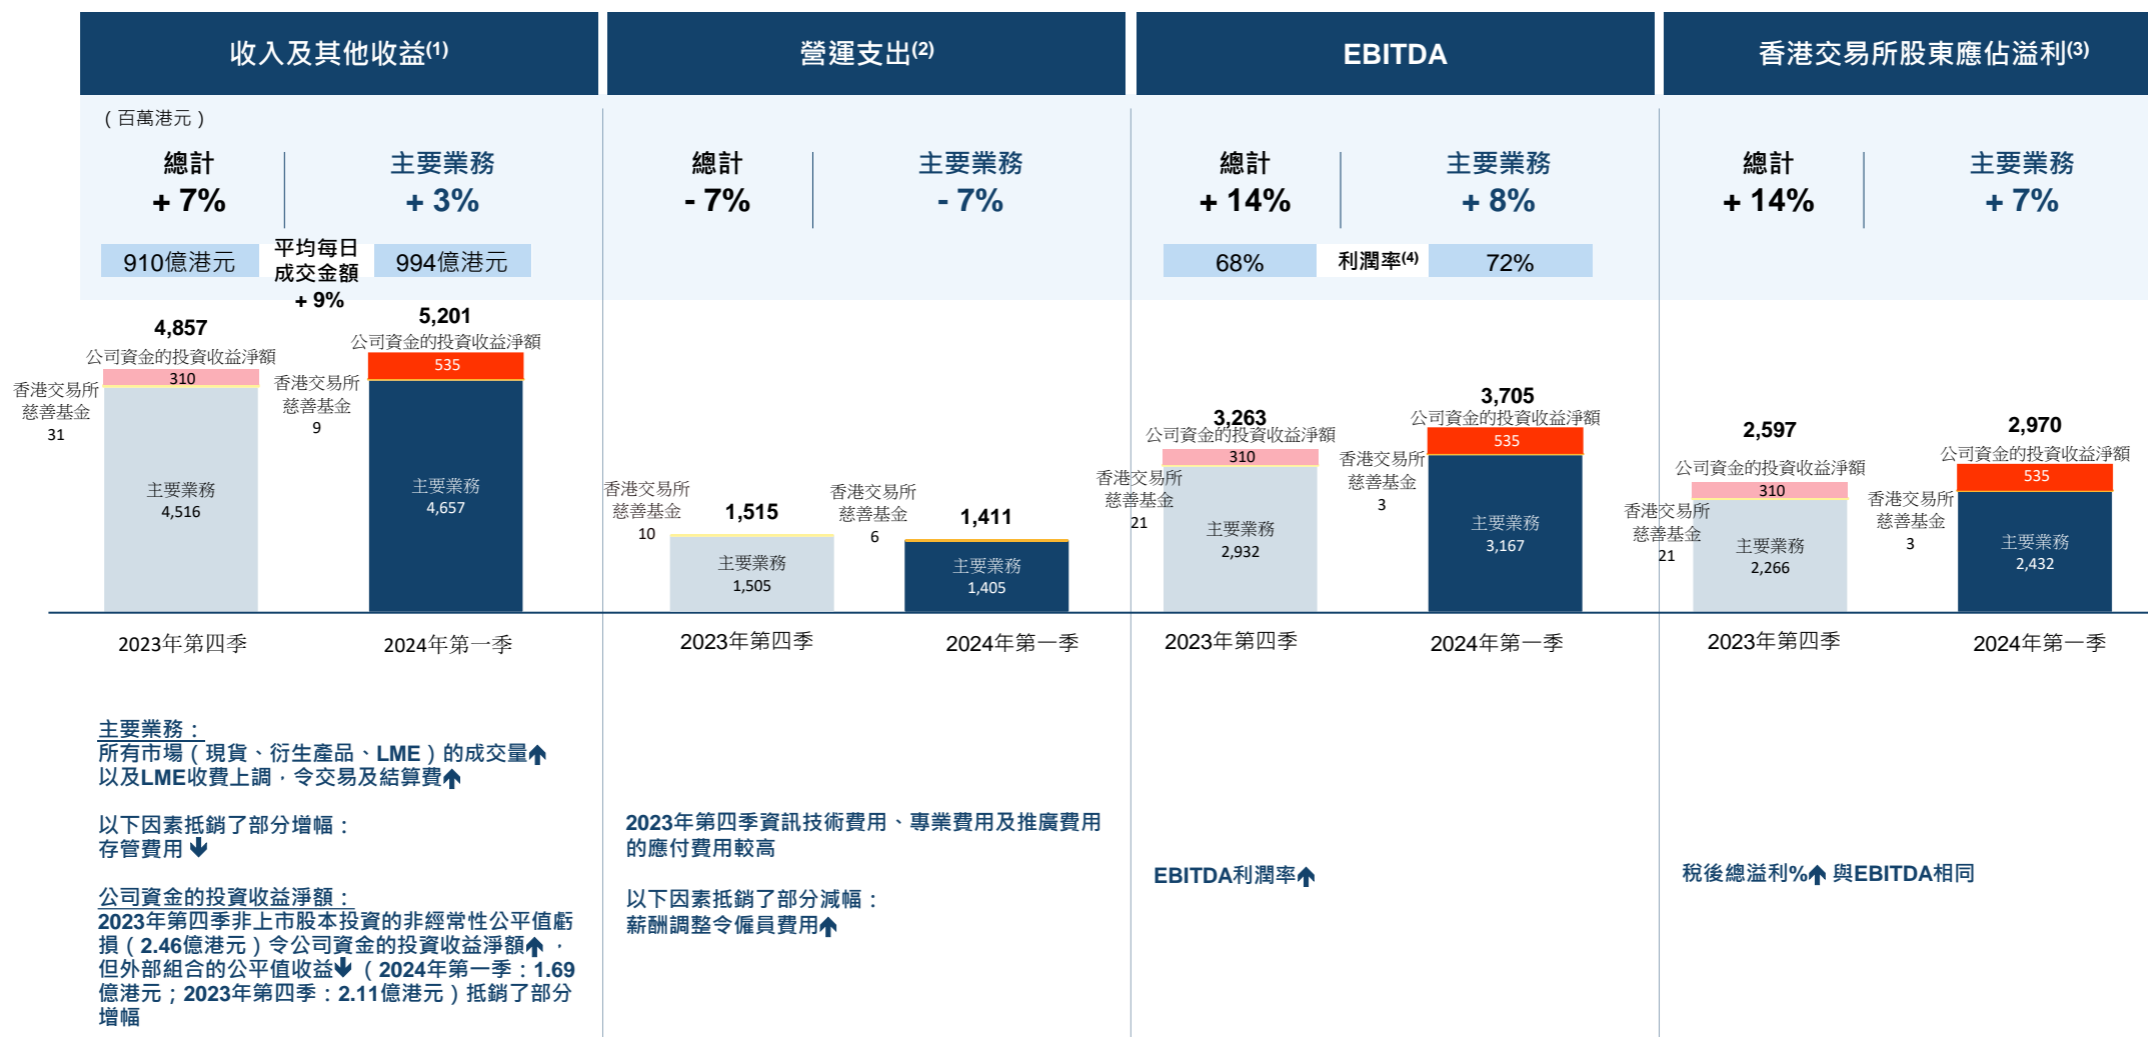 收入及其他收益(1)
營運支出(2)
EBITDA
香港交易所股東應佔溢利(3)
（百萬港元）
總計
+ 7%
主要業務
+ 3%
910億港元
平均每日
成交金額
+ 9%
994億港元
總計
- 7%
主要業務
- 7%
總計
+ 14%
主要業務
+ 8%
68%
利潤率(4)
72%
總計
+ 14%
主要業務
+ 7%
4,857
公司資金的投資收益淨額
310
香港交易所
慈善基金
31
主要業務
4,516
2023年第四季
5,201
公司資金的投資收益淨額
535
香港交易所
慈善基金
9
主要業務
4,657
2024年第一季
香港交易所
慈善基金
10
1,515
主要業務
1,505
2023年第四季
香港交易所
慈善基金
6
1,411
主要業務
1,405
2024年第一季
3,263
公司資金的投資收益淨額
310
香港交易所
慈善基金
21
主要業務
2,932
2023年第四季
3,705
公司資金的投資收益淨額
535
香港交易所
慈善基金
3
主要業務
3,167
2024年第一季
2,597
公司資金的投資收益淨額
310
香港交易所
慈善基金
21
主要業務
2,266
2023年第四季
2,970
公司資金的投資收益淨額
535
香港交易所
慈善基金
3
主要業務
2,432
2024年第一季
主要業務：
所有市場（現貨、衍生產品、LME）的成交量🡹
以及LME收費上調，令交易及結算費🡹
以下因素抵銷了部分增幅：
存管費用🡻
公司資金的投資收益淨額：
2023年第四季非上市股本投資的非經常性公平值虧
損（2.46億港元）令公司資金的投資收益淨額🡹，
但外部組合的公平值收益🡻（2024年第一季：1.69
億港元；2023年第四季：2.11億港元）抵銷了部分
增幅
2023年第四季資訊技術費用、專業費用及推廣費用
的應付費用較高
以下因素抵銷了部分減幅：
薪酬調整令僱員費用🡹
EBITDA利潤率🡹
稅後總溢利%🡹 與EBITDA相同